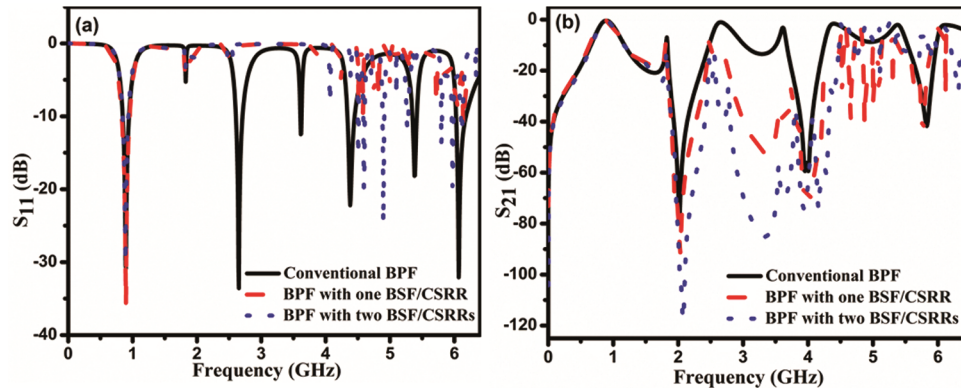 (a)
0
-10
-20
-30
-40
S11 (dB)
Conventional BPF
BPF with one BSF/CSRR
BPF with two BSF/CSRRs
0 1 2 3 4 5 6
Frequency (GHz)
(b)
0
-20
-40
-60
-80
-100
-120
S21 (dB)
Conventional BPF
BPF with one BSF/CSRR
BPF with two BSF/CSRRs
0 1 2 3 4 5 6
Frequency (GHz)